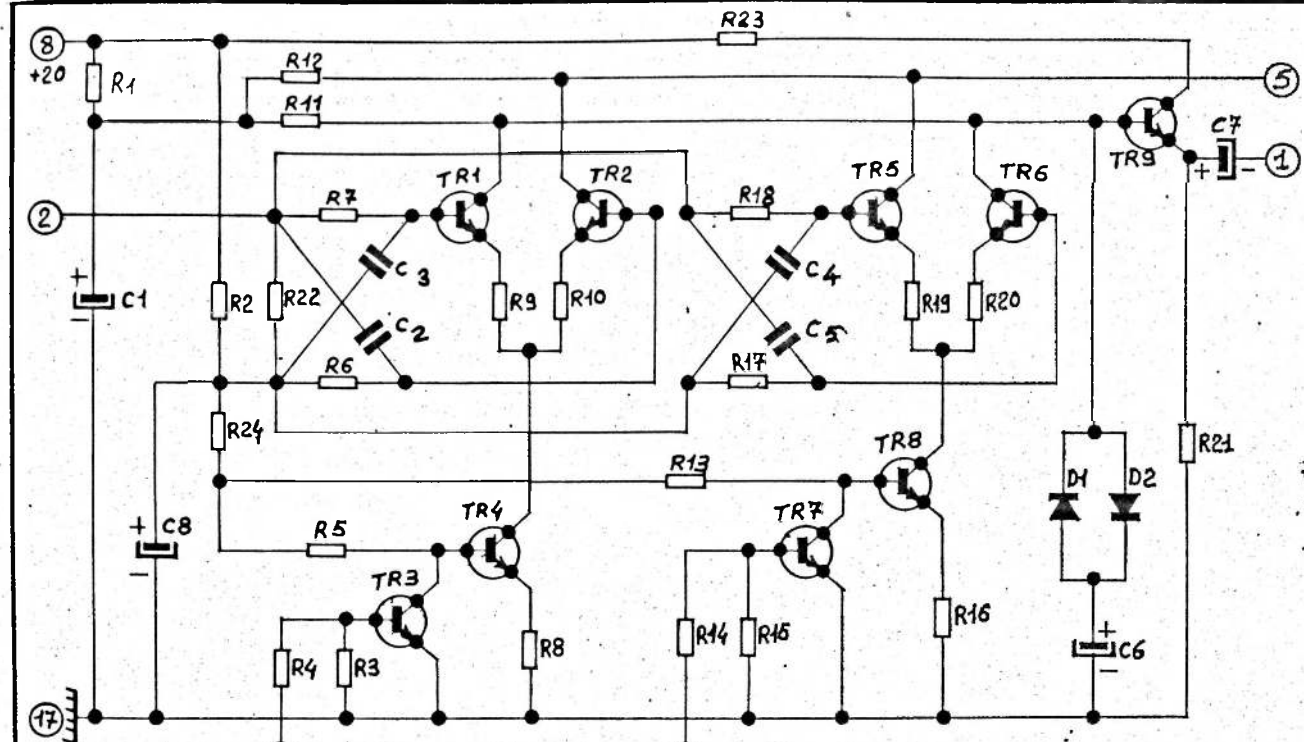 R23
8
+20
R1
R12
R11
5
TR9
C7
+ -
1
2
R7
TR1
TR2
R18
TR5
TR6
+
C1
-
R2
R22
C3
C2
R9
R10
C4
C5
R19
R20
R6
R17
R24
R13
TR8
D1
D2
R21
+
C8
-
R5
TR4
TR7
TR3
R4
R3
R8
R14
R15
R16
+
C6
-
17